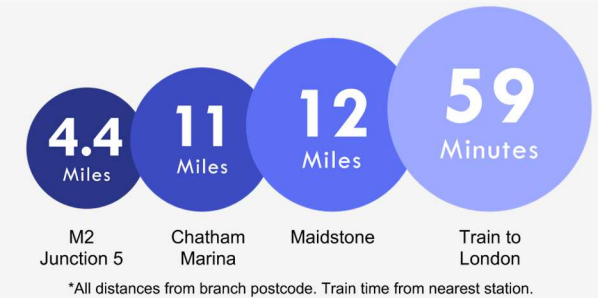 4.4
Miles
11
Miles
12
Miles
59
Minutes
M2
Junction 5
Chatham
Marina
Maidstone
Train to
London
*All distances from branch postcode. Train time from nearest station.